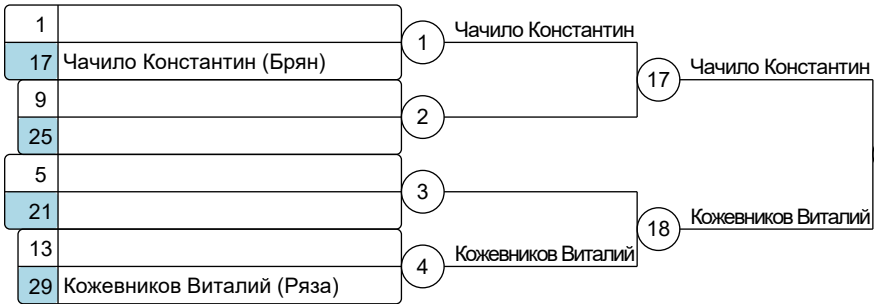 1
Чачило Константин
17 Чачило Константин (Брян)
1
Чачило Константин
9
17
2
25
5
3
21
Кожевников Виталий
18
13
Кожевников Виталий
4
29 Кожевников Виталий (Ряза)